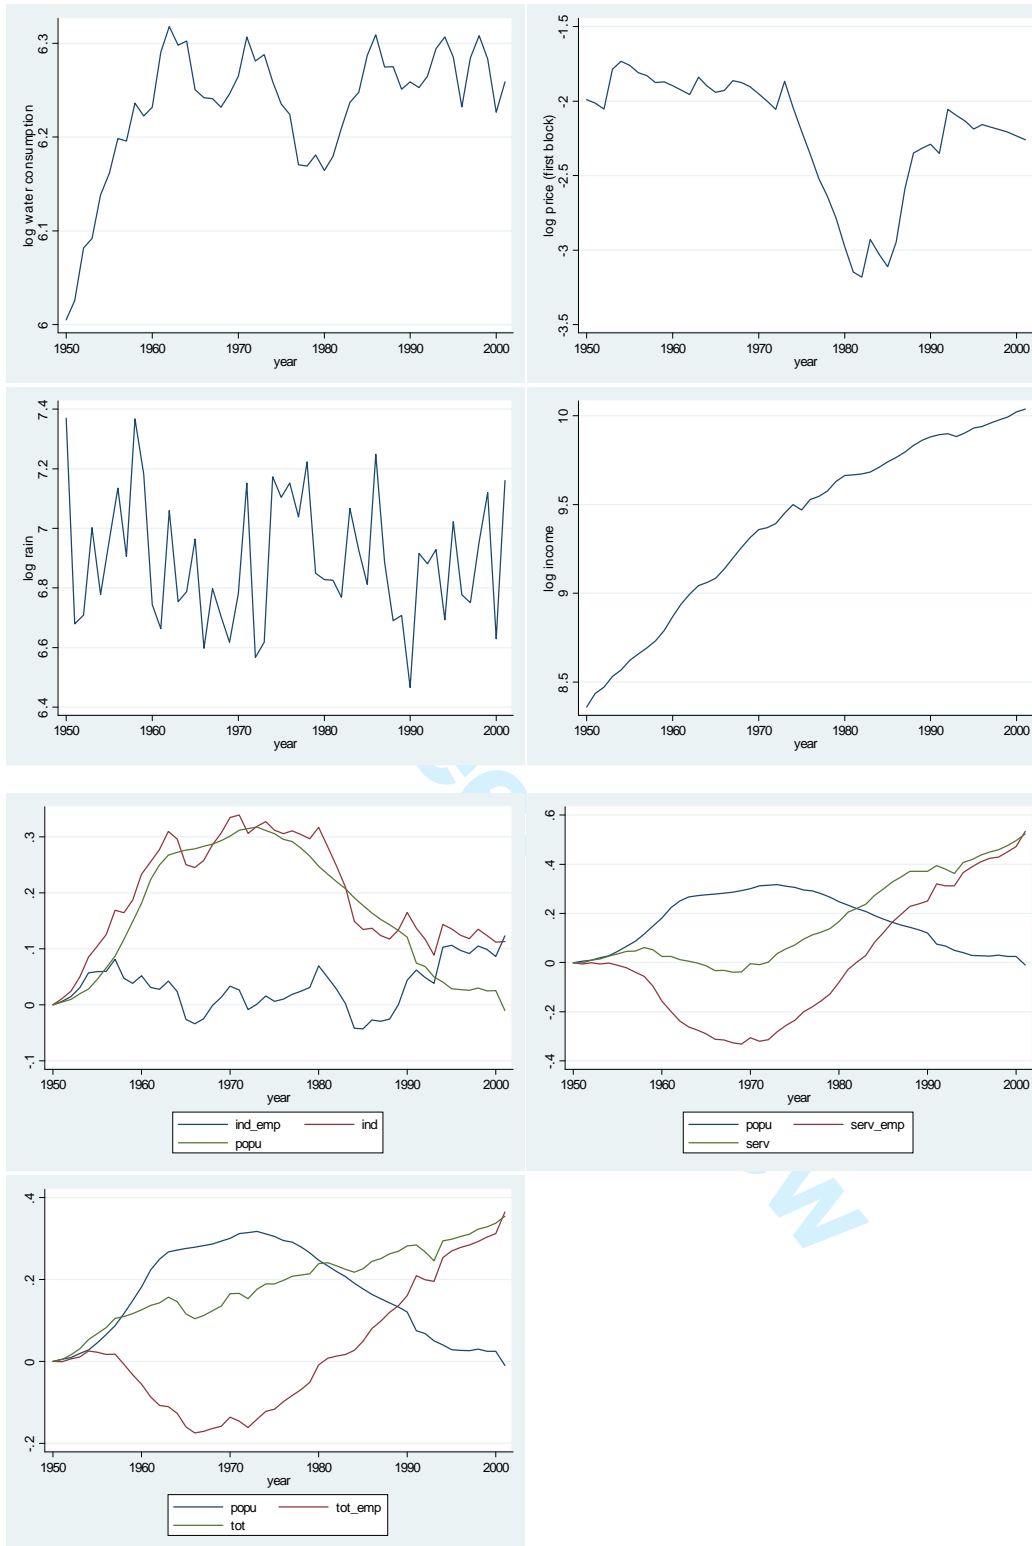 log water consumption
6.3
6.2
6.1
6
1950 1960 1970 1980 1990 2000
year
log price (first block)
-1.5
-2
-2.5
-3
-3.5
1950 1960 1970 1980 1990 2000
year
log rain
7.4
7.2
7
6.8
6.6
6.4
1950 1960 1970 1980 1990 2000
year
log income
10
9.5
9
8.5
1950 1960 1970 1980 1990 2000
year
.3
.2
.1
0
-.1
1950 1960 1970 1980 1990 2000
year
ind_emp ind
popu
.6
.4
.2
0
-.2
-.4
1950 1960 1970 1980 1990 2000
year
popu serv_emp
serv
.4
.2
0
-.2
1950 1960 1970 1980 1990 2000
year
popu tot_emp
tot